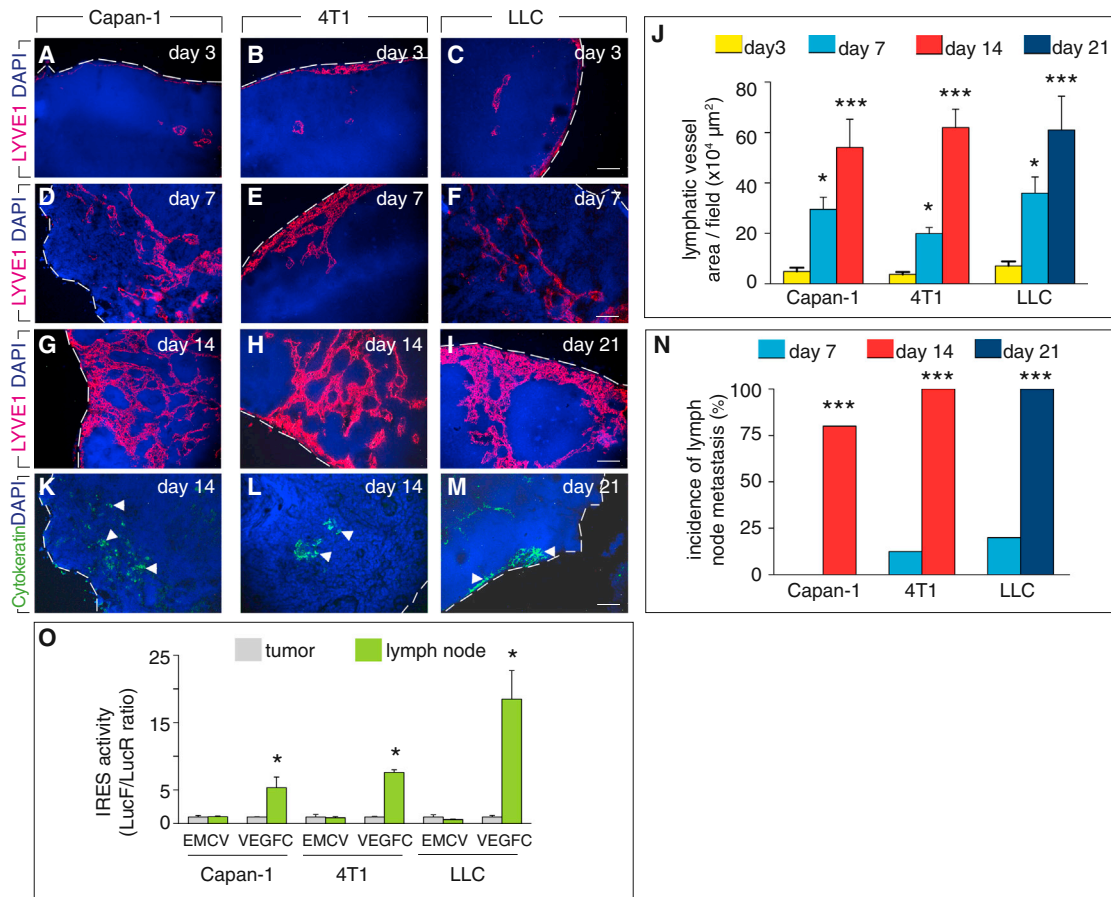 Capan-1 4T1 LLC
LYVE1 DAPI
A day 3
B day 3
C day 3
LYVE1 DAPI
D day 7
E day 7
F day 7
LYVE1 DAPI
G day 14
H day 14
I day 21
CytokeratinDAPI
K day 14
L day 14
M day 21
J
day3 day 7 day 14 day 21
lymphatic vessel
area / field (x10⁴ µm²)
80
60
40
20
0
* *** * *** * ***
Capan-1 4T1 LLC
N
day 7 day 14 day 21
incidence of lymph
node metastasis (%)
100
75
50
25
0
*** *** ***
Capan-1 4T1 LLC
O
tumor lymph node
IRES activity
(LucF/LucR ratio)
25
15
5
0
* * *
EMCV VEGFC EMCV VEGFC EMCV VEGFC
Capan-1 4T1 LLC